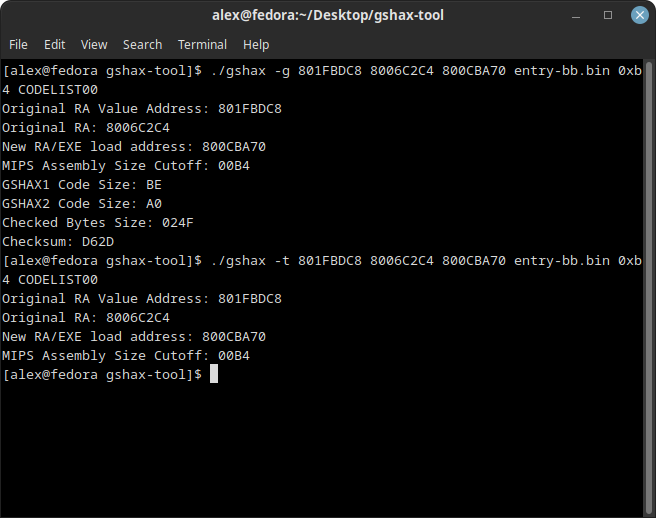 alex@fedora:~/Desktop/gshax-tool
File Edit View Search Terminal Help
[alex@fedora gshax-tool]$ ./gshax -g 801FBDC8 8006C2C4 800CBA70 entry-bb.bin 0xb
4 CODELIST00
Original RA Value Address: 801FBDC8
Original RA: 8006C2C4
New RA/EXE load address: 800CBA70
MIPS Assembly Size Cutoff: 00B4
GSHAX1 Code Size: BE
GSHAX2 Code Size: A0
Checked Bytes Size: 024F
Checksum: D62D
[alex@fedora gshax-tool]$ ./gshax -t 801FBDC8 8006C2C4 800CBA70 entry-bb.bin 0xb
4 CODELIST00
Original RA Value Address: 801FBDC8
Original RA: 8006C2C4
New RA/EXE load address: 800CBA70
MIPS Assembly Size Cutoff: 00B4
[alex@fedora gshax-tool]$